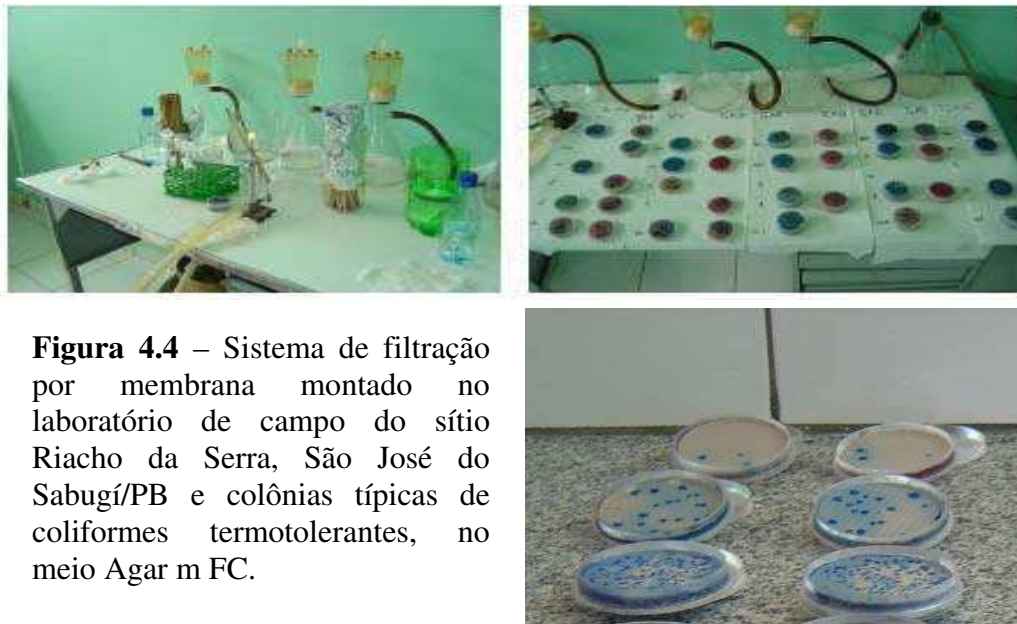 Figura 4.4 – Sistema de filtração
por membrana montado no
laboratório de campo do sítio
Riacho da Serra, São José do
Sabugí/PB e colônias típicas de
coliformes termotolerantes, no
meio Agar m FC.